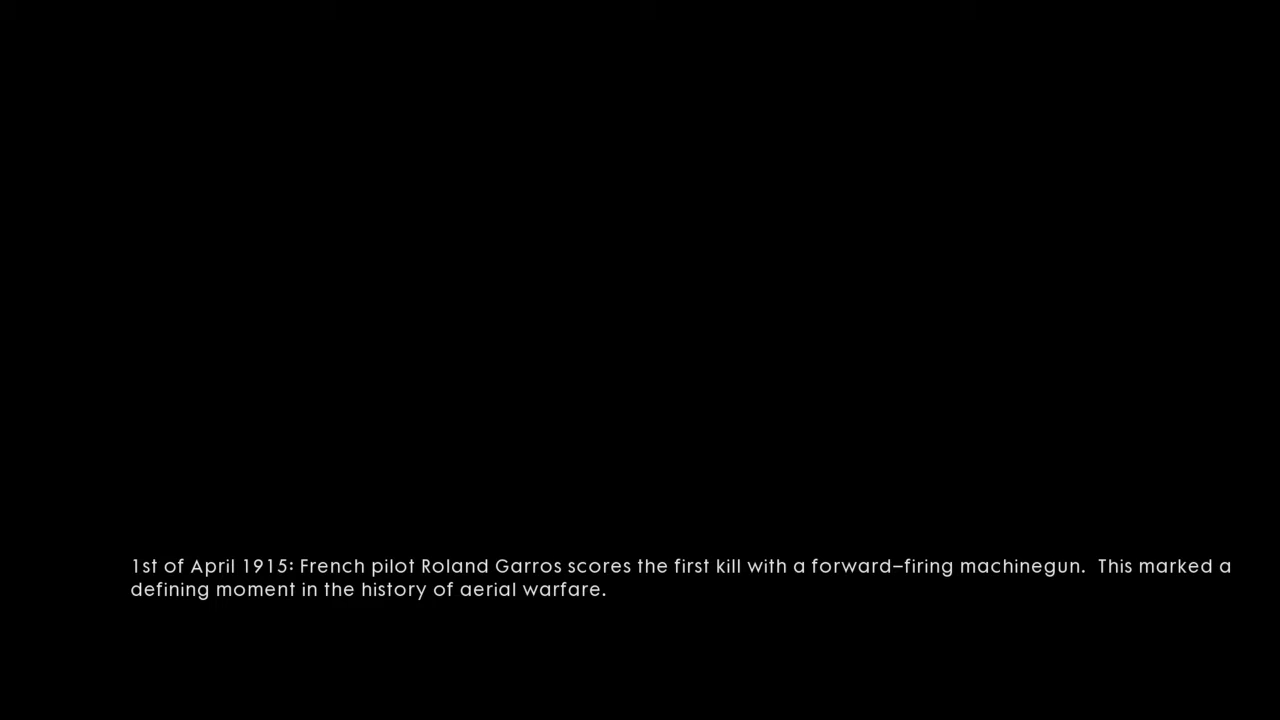 1st of April 1915: French pilot Roland Garros scores the first kill with a forward-firing machinegun.  This marked a
defining moment in the history of aerial warfare.